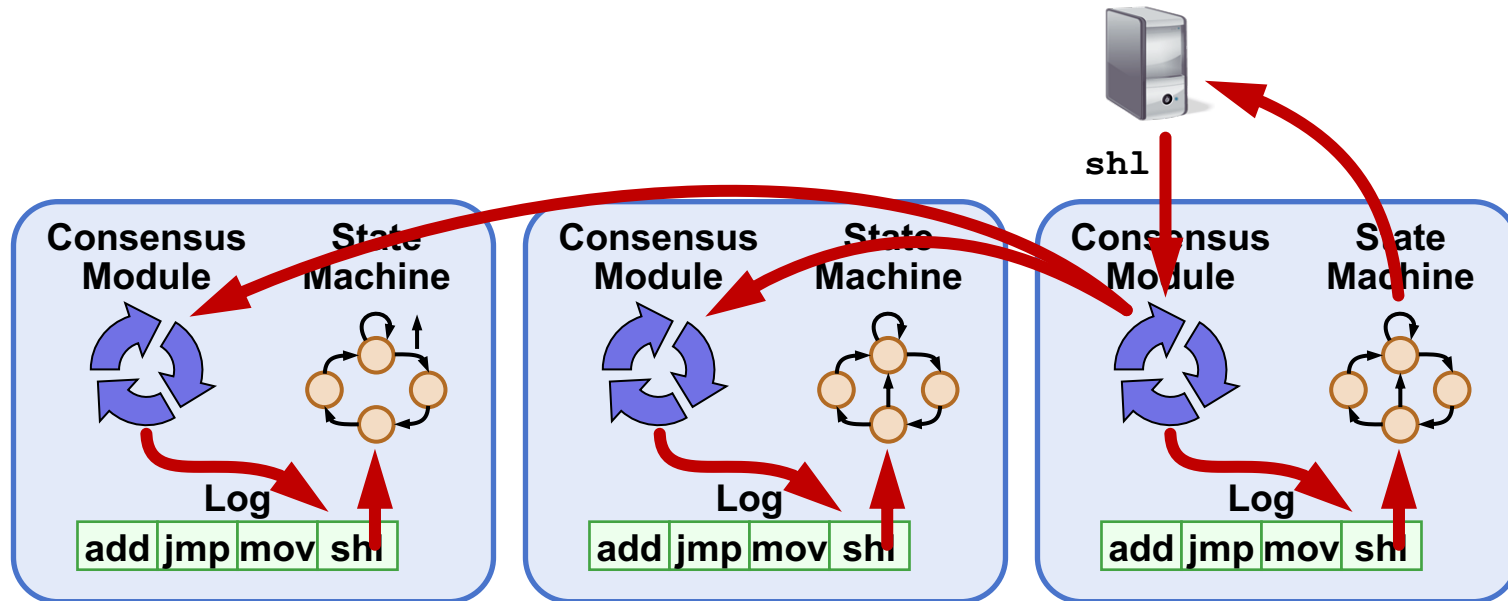 shl
Consensus Module
State Machine
Log
add jmp mov shl
Consensus Module
State Machine
Log
add jmp mov shl
Consensus Module
State Machine
Log
add jmp mov shl